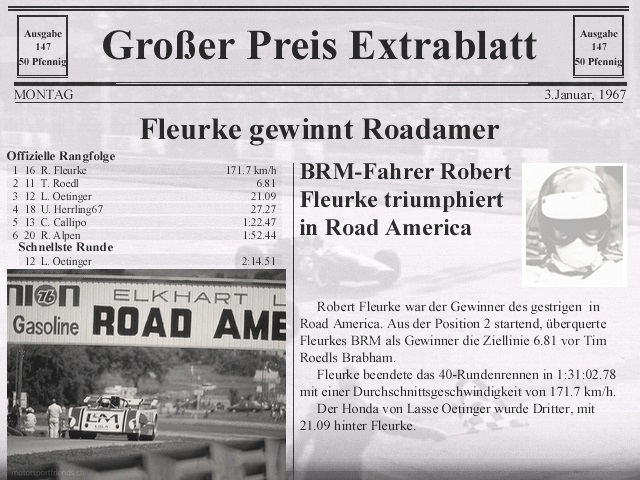 Ausgabe
147
50 Pfennig
Großer Preis Extrablatt
Ausgabe
147
50 Pfennig
MONTAG
3.Januar, 1967
Fleurke gewinnt Roadamer
Offizielle Rangfolge
1 16 R. Fleurke 171.7 km/h
2 11 T. Roedl 6.81
3 12 L. Oetinger 21.09
4 18 U. Herrling67 27.27
5 13 C. Callipo 1:22.47
6 20 R. Alpen 1:52.44
Schnellste Runde
12 L. Oetinger 2:14.51
NION 76
Gasoline
ELKHART L
ROAD AME
L&M
motorsportfriends.ch
BRM-Fahrer Robert
Fleurke triumphiert
in Road America
Robert Fleurke war der Gewinner des gestrigen in
Road America. Aus der Position 2 startend, überquerte
Fleurkes BRM als Gewinner die Ziellinie 6.81 vor Tim
Roedls Brabham.
Fleurke beendete das 40-Rundenrennen in 1:31:02.78
mit einer Durchschnittsgeschwindigkeit von 171.7 km/h.
Der Honda von Lasse Oetinger wurde Dritter, mit
21.09 hinter Fleurke.